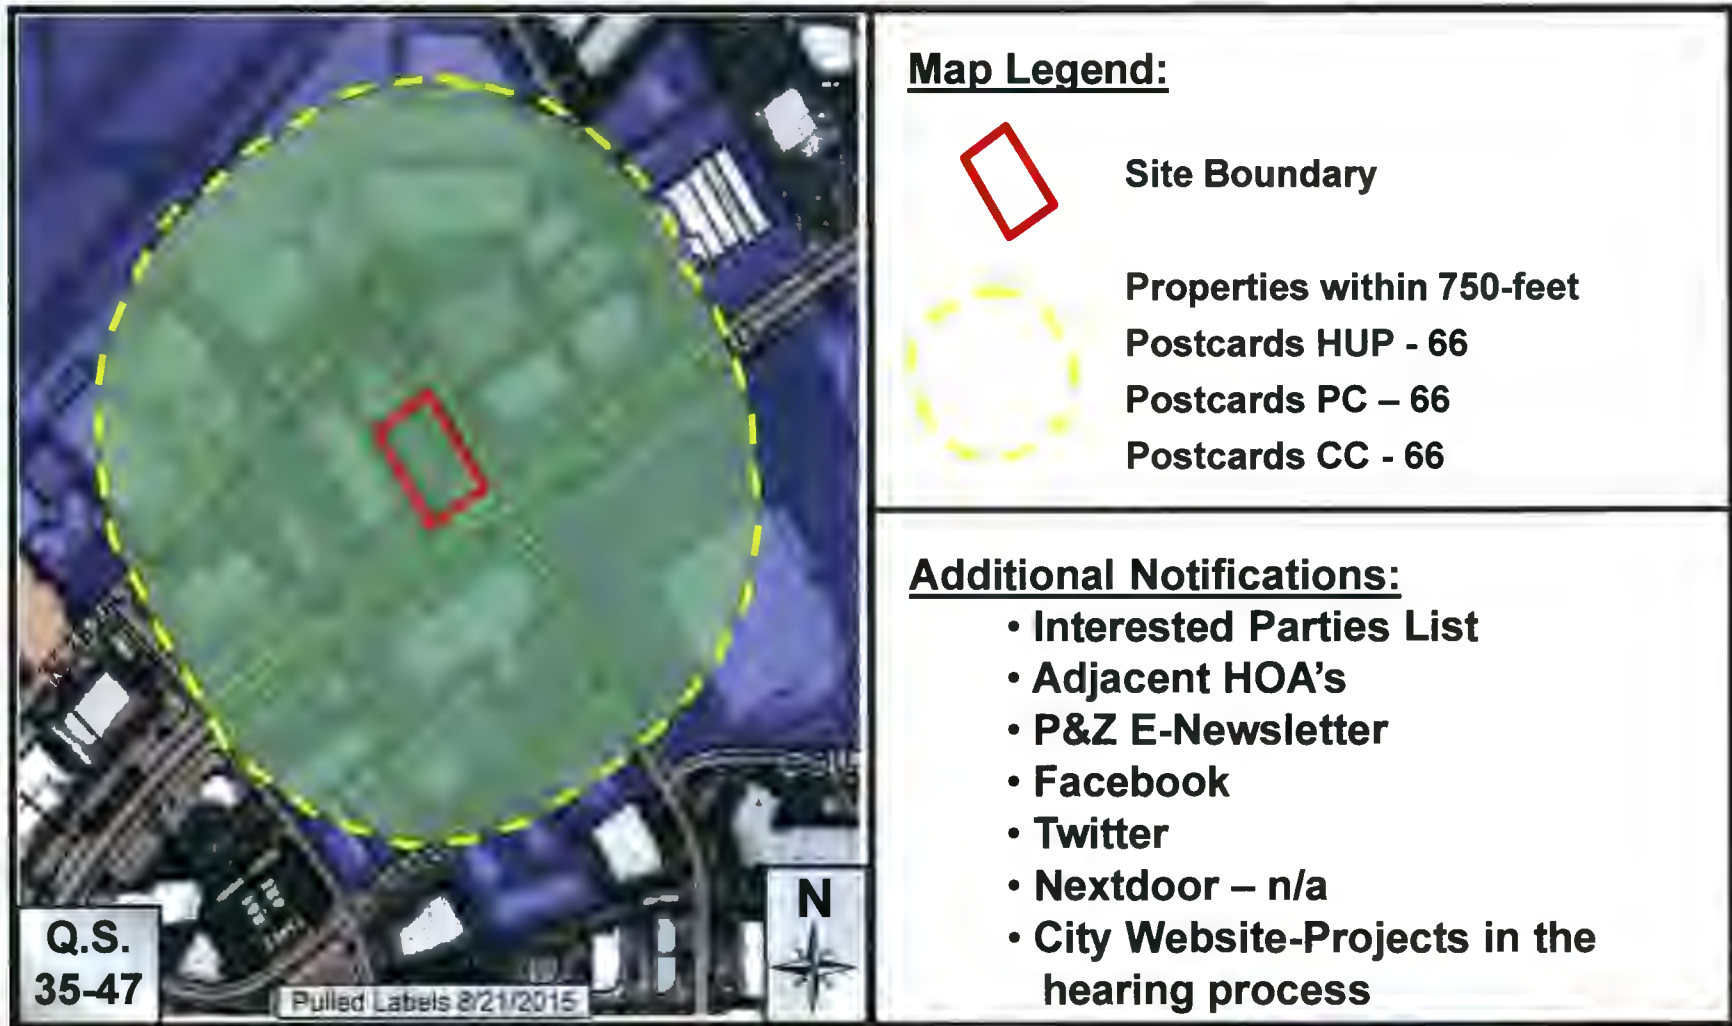 Map Legend:
Site Boundary
Properties within 750-feet
Postcards HUP - 66
Postcards PC – 66
Postcards CC - 66
Additional Notifications:
• Interested Parties List
• Adjacent HOA's
• P&Z E-Newsletter
• Facebook
• Twitter
• Nextdoor – n/a
• City Website-Projects in the
hearing process
Q.S.
35-47
Pulled Labels 8/21/2015
N